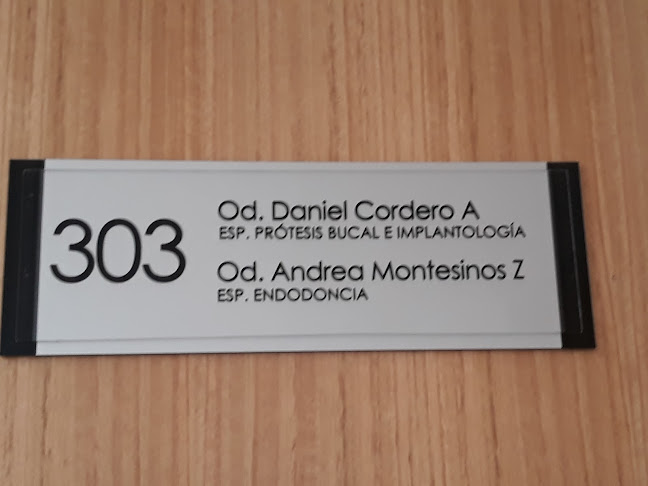 303
Od. Daniel Cordero A
ESP. PRÓTESIS BUCAL E IMPLANTOLOGÍA
Od. Andrea Montesinos Z
ESP. ENDODONCIA